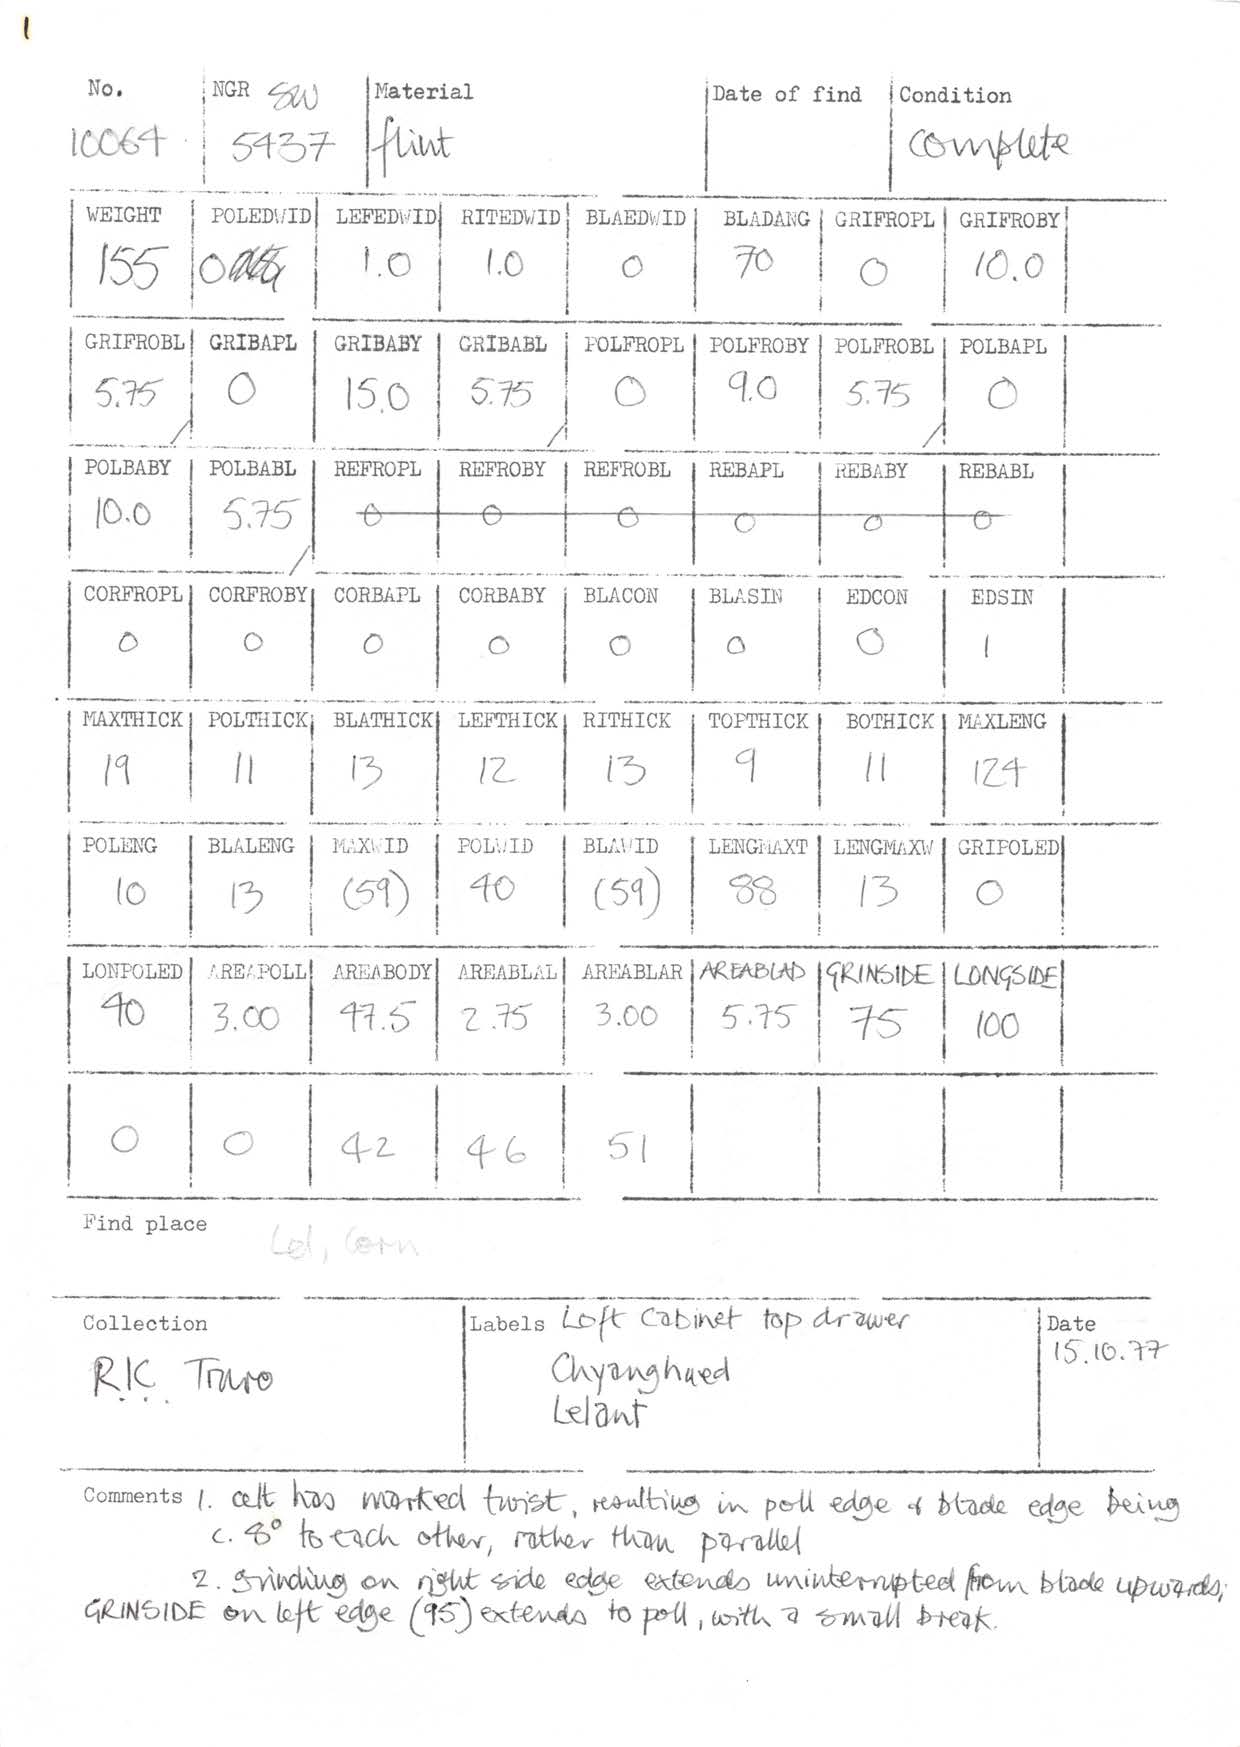 1
No. NGR SW Material Date of find Condition
10064 5437 flint complete
WEIGHT POLEDWID LEFEDWID RITEDWID BLAEDWID BLADANG GRIFROPL GRIFROBY
155 0 1.0 1.0 0 70 0 10.0
GRIFROBL GRIBAPL GRIBABY GRIBABL POLFROPL POLFROBY POLFROBL POLBAPL
5.75 0 15.0 5.75 0 9.0 5.75 0
POLBABY POLBABL REFROPL REFROBY REFROBL REBAPL REBABY REBABL
10.0 5.75 0 0 0 0 0 0
CORFROPL CORFROBY CORBAPL CORBABY BLACON BLASIN EDCON EDSIN
0 0 0 0 0 0 0 1
MAXTHICK POLTHICK BLATHICK LEFTHICK RITHICK TOPTHICK BOTHICK MAXLENG
19 11 13 12 13 9 11 124
POLENG BLALENG MAXWID POLWID BLAWID LENGMAXT LENGMAXW GRIPOLED
10 13 (59) 40 (59) 88 13 0
LONPOLED AREAPOLL AREABODY AREABLAL AREABLAR AREABLAD GRINSIDE LONGSIDE
40 3.00 47.5 2.75 3.00 5.75 75 100
0 0 42 46 51
Find place
Lel, Corn
Collection Labels Loft Cabinet top drawer Date
R.I.C. Truro Chyanghued 15.10.77
Lelant
Comments 1. celt has marked twist, resulting in poll edge & blade edge being
c. 8° to each other, rather than parallel
2. grinding on right side edge extends uninterrupted from blade upwards;
GRINSIDE on left edge (95) extends to poll, with a small break.